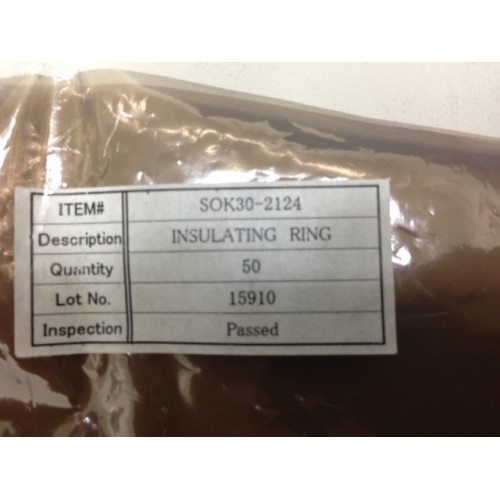 ITEM# SOK30-2124
Description INSULATING RING
Quantity 50
Lot No. 15910
Inspection Passed